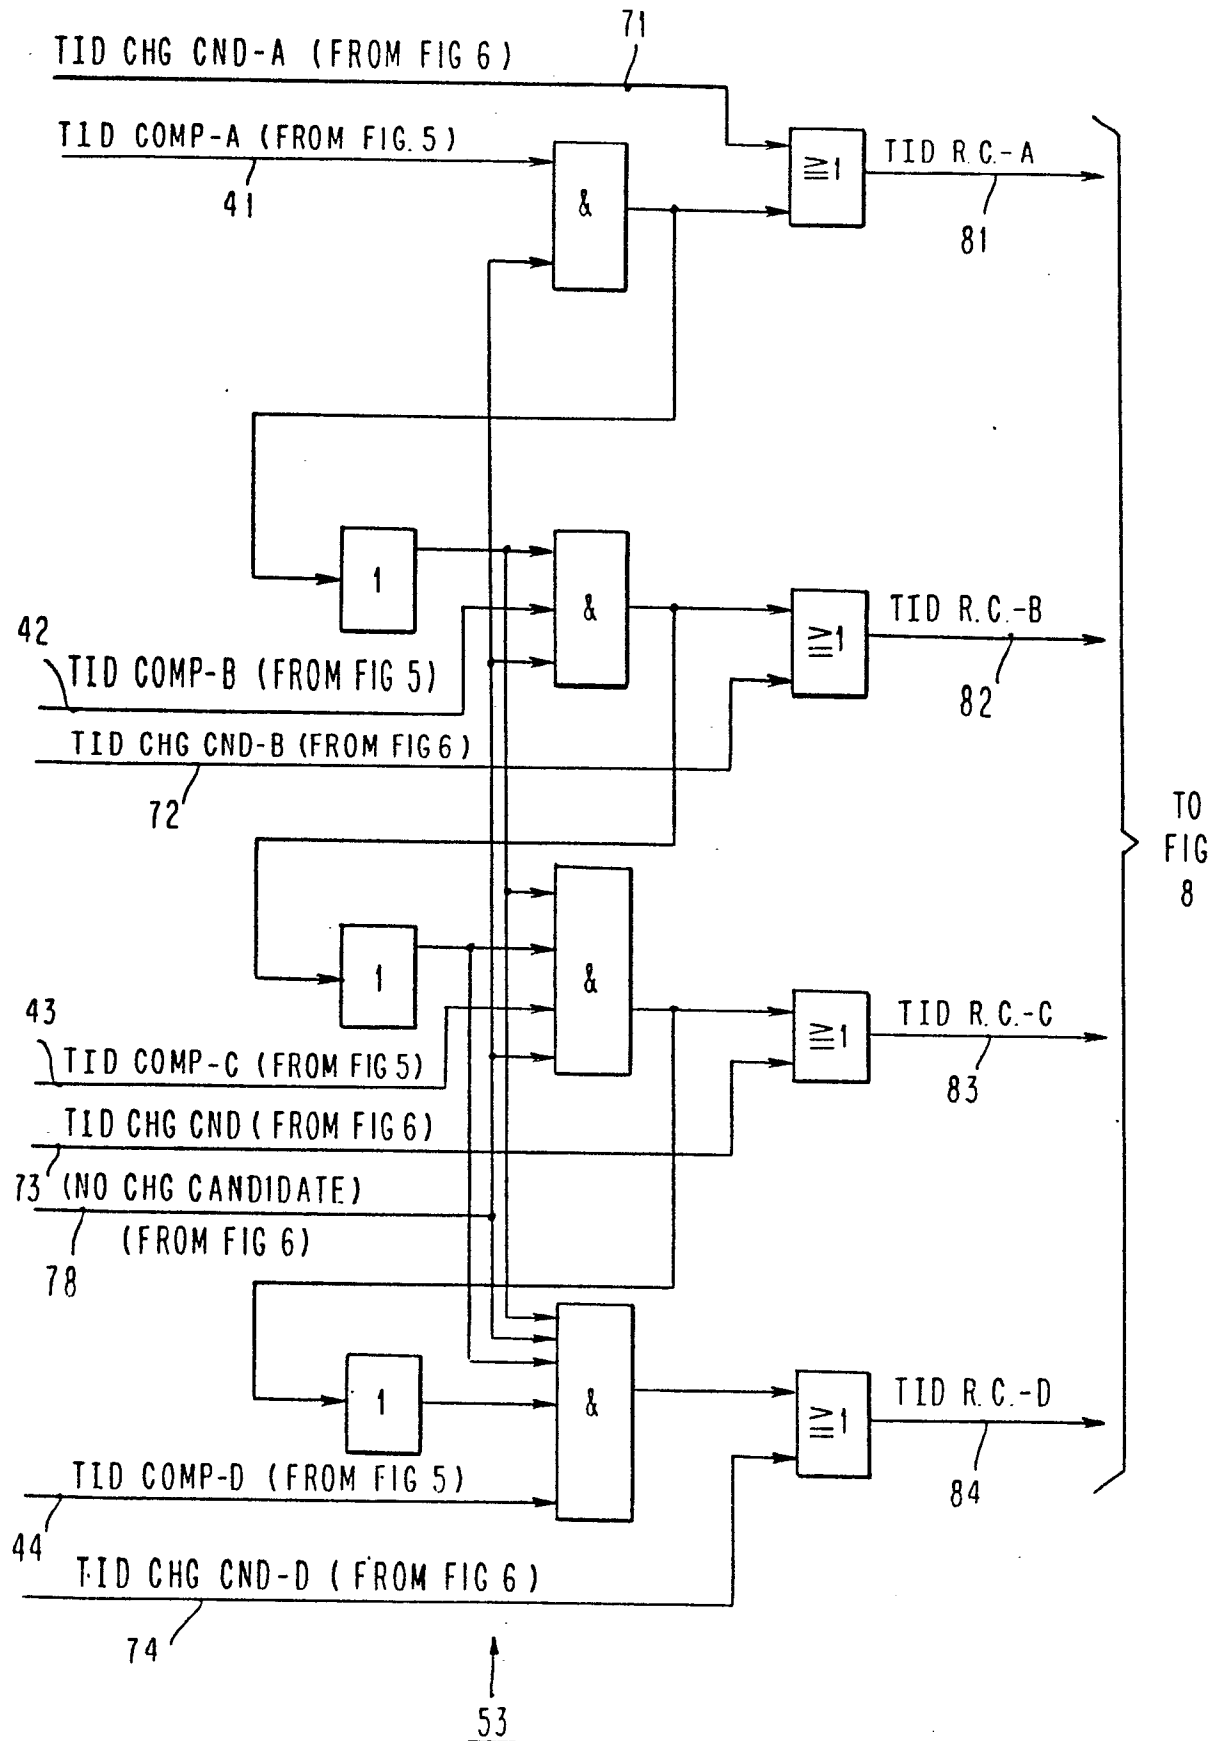 71
TID CHG CND-A (FROM FIG 6)
TID COMP-A (FROM FIG. 5)
41
&
≧1
TID R.C.-A
81
1
&
≧1
TID R.C.-B
82
42
TID COMP-B (FROM FIG 5)
TID CHG CND-B (FROM FIG 6)
72
TO
FIG
8
1
&
≧1
TID R.C.-C
83
43
TID COMP-C (FROM FIG 5)
TID CHG CND (FROM FIG 6)
73 (NO CHG CANDIDATE)
(FROM FIG 6)
78
1
&
≧1
TID R.C.-D
84
TID COMP-D (FROM FIG 5)
44
TID CHG CND-D (FROM FIG 6)
74
53